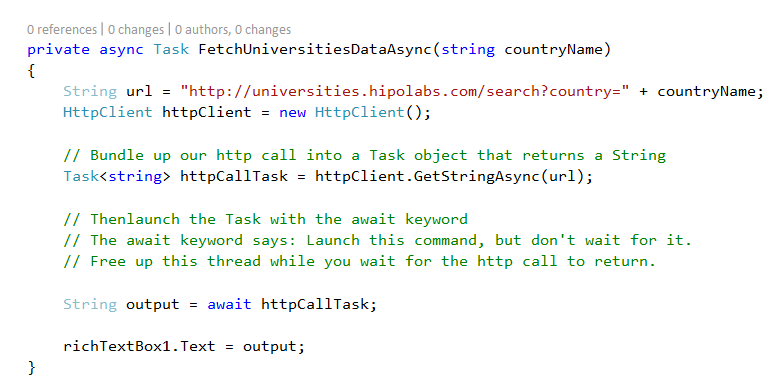 0 references | 0 changes | 0 authors, 0 changes
private async Task FetchUniversitiesDataAsync(string countryName)
{
    String url = "http://universities.hipolabs.com/search?country=" + countryName;
    HttpClient httpClient = new HttpClient();

    // Bundle up our http call into a Task object that returns a String
    Task<string> httpCallTask = httpClient.GetStringAsync(url);

    // Thenlaunch the Task with the await keyword
    // The await keyword says: Launch this command, but don't wait for it.
    // Free up this thread while you wait for the http call to return.

    String output = await httpCallTask;

    richTextBox1.Text = output;
}